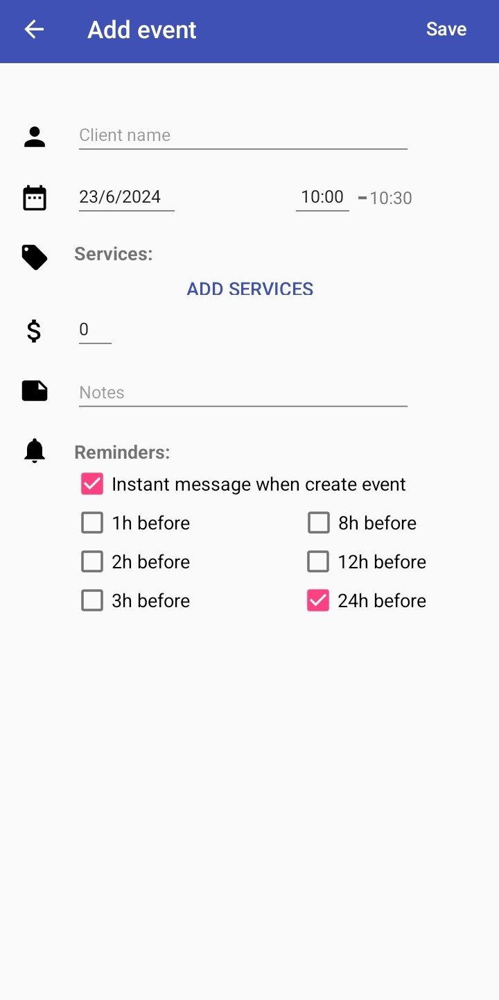 Add event
Save
Client name
23/6/2024
10:00 -10:30
Services:
ADD SERVICES
$ 0
Notes
Reminders:
Instant message when create event
1h before
8h before
2h before
12h before
3h before
24h before